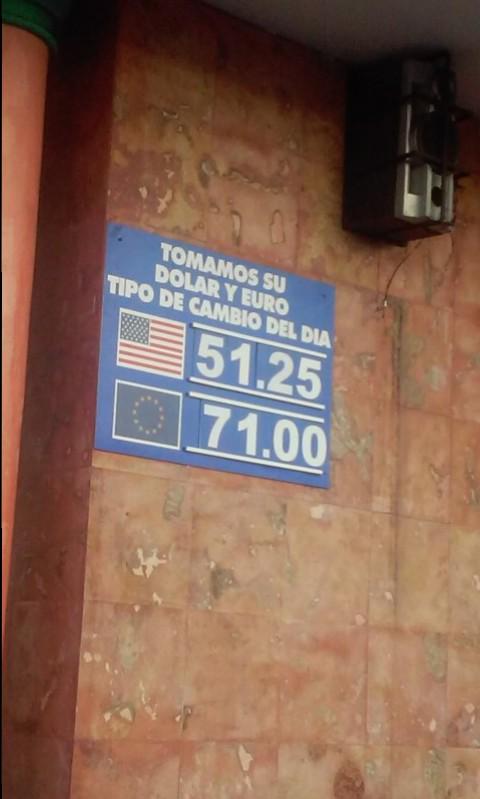 TOMAMOS SU
DOLAR Y EURO
TIPO DE CAMBIO DEL DIA
51.25
71.00